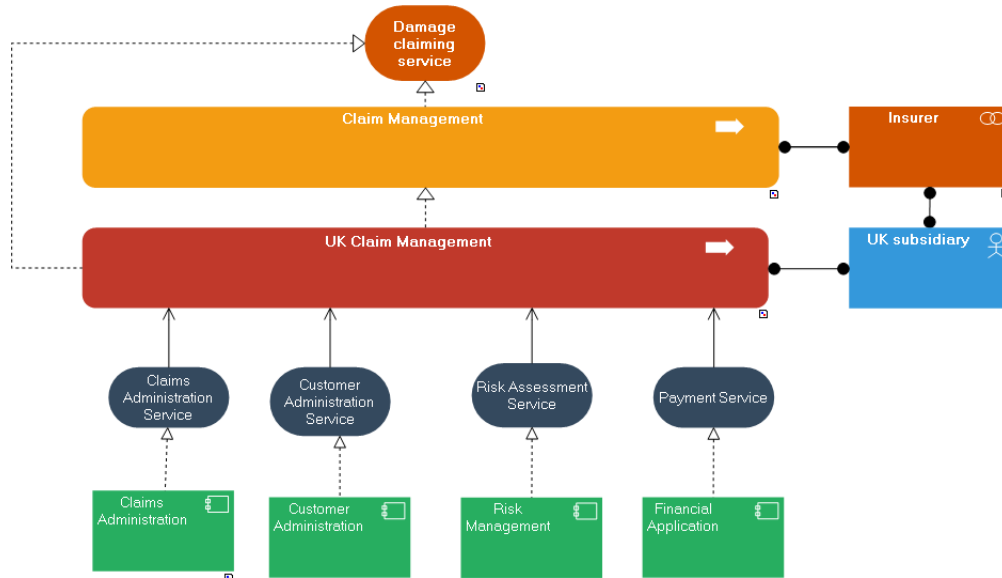 Damage
claiming
service
Claim Management
Insurer
UK Claim Management
UK subsidiary
Claims
Administration
Service
Customer
Administration
Service
Risk Assessment
Service
Payment Service
Claims
Administration
Customer
Administration
Risk
Management
Financial
Application